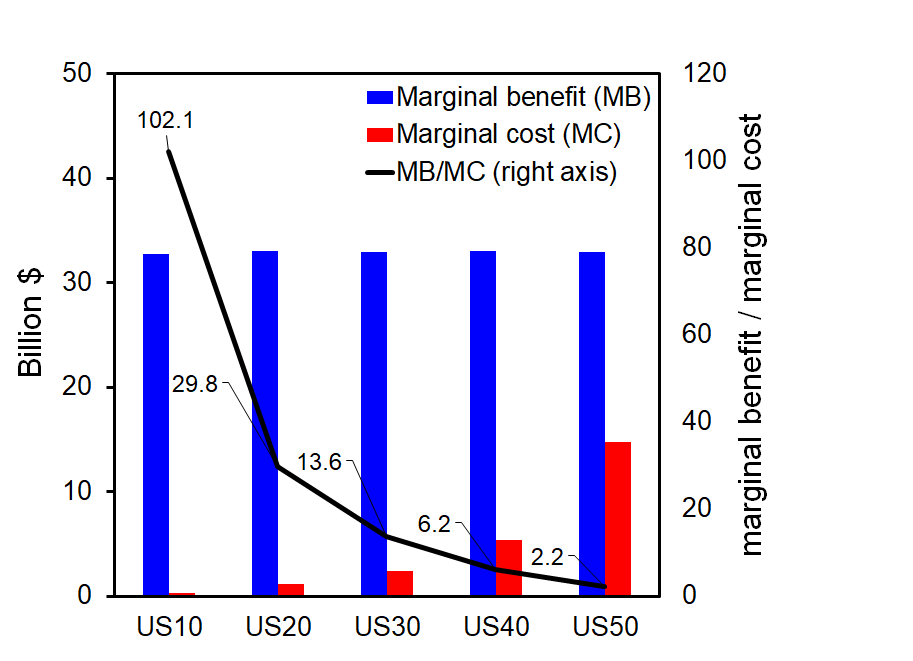 50
40
30
20
10
0
Billion $
Marginal benefit (MB)
Marginal cost (MC)
MB/MC (right axis)
102.1
29.8
13.6
6.2
2.2
US10
US20
US30
US40
US50
120
100
80
60
40
20
0
marginal benefit / marginal cost